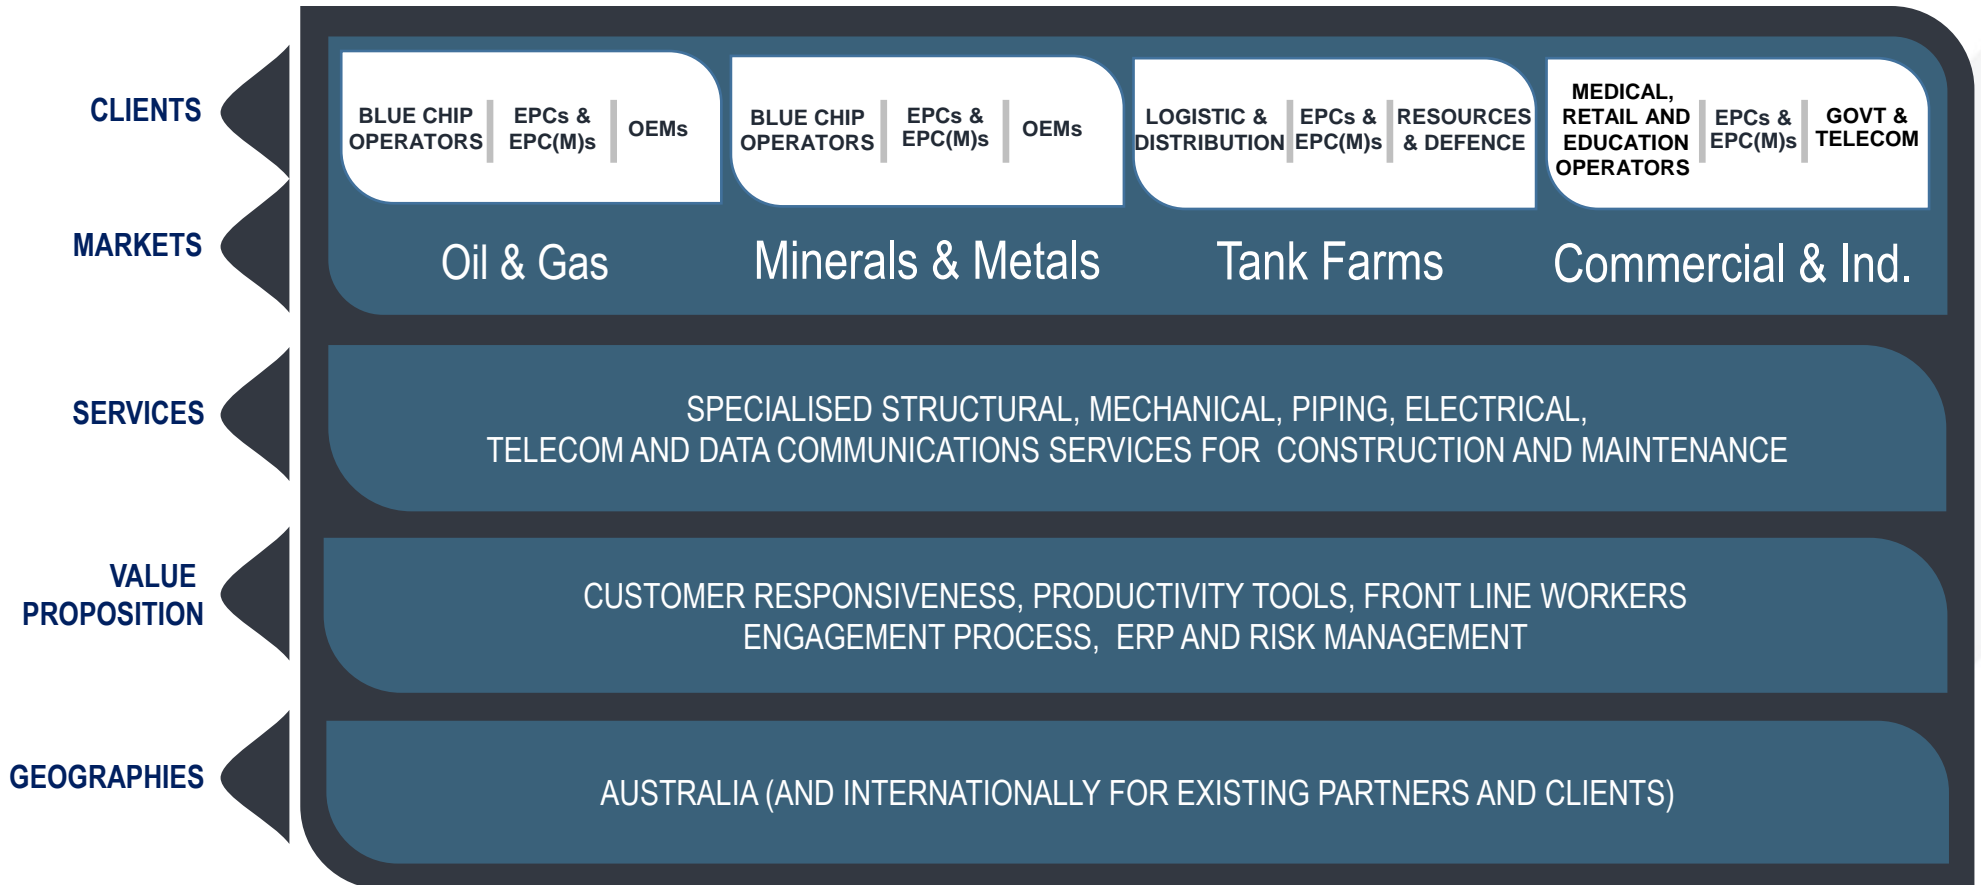 CLIENTS
BLUE CHIP
OPERATORS
EPCs &
EPC(M)s
OEMs
BLUE CHIP
OPERATORS
EPCs &
EPC(M)s
OEMs
LOGISTIC &
DISTRIBUTION
EPCs &
EPC(M)s
RESOURCES
& DEFENCE
MEDICAL,
RETAIL AND
EDUCATION
OPERATORS
EPCs &
EPC(M)s
GOVT &
TELECOM
MARKETS
Oil & Gas
Minerals & Metals
Tank Farms
Commercial & Ind.
SERVICES
SPECIALISED STRUCTURAL, MECHANICAL, PIPING, ELECTRICAL,
TELECOM AND DATA COMMUNICATIONS SERVICES FOR CONSTRUCTION AND MAINTENANCE
VALUE
PROPOSITION
CUSTOMER RESPONSIVENESS, PRODUCTIVITY TOOLS, FRONT LINE WORKERS
ENGAGEMENT PROCESS, ERP AND RISK MANAGEMENT
GEOGRAPHIES
AUSTRALIA (AND INTERNATIONALLY FOR EXISTING PARTNERS AND CLIENTS)